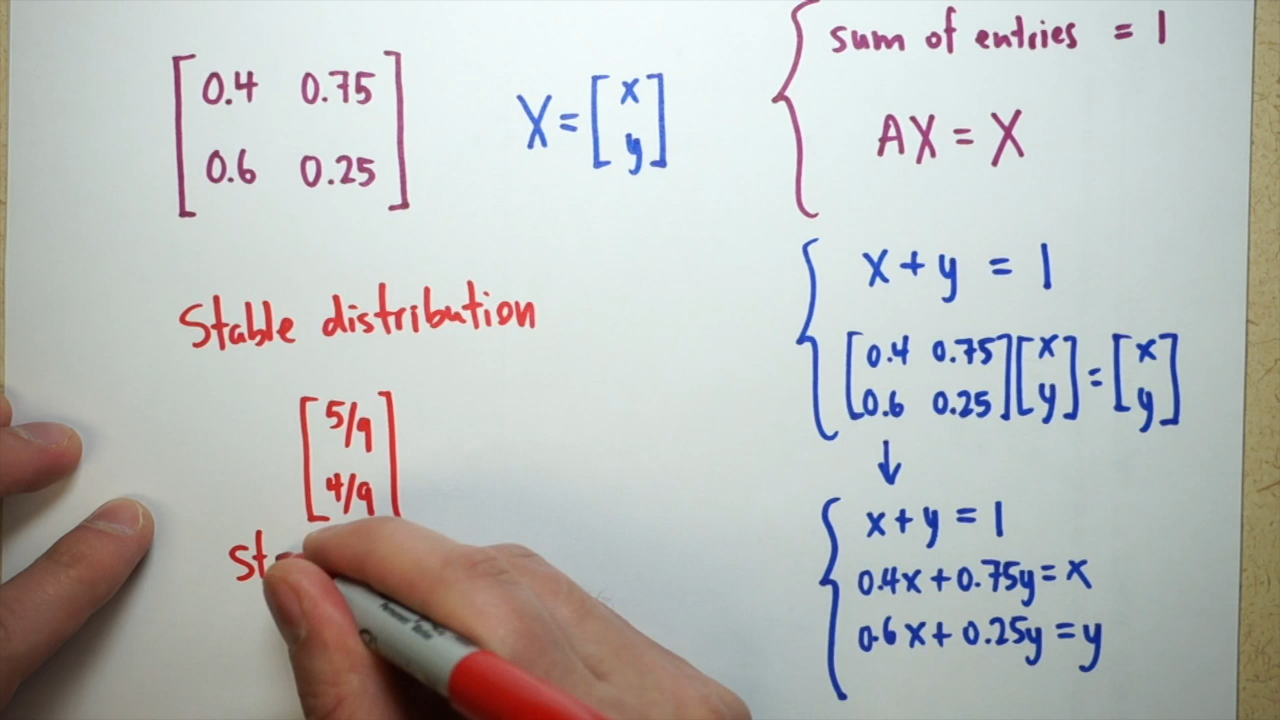 [0.4 0.75
0.6 0.25]
X = [x
y]
Stable distribution
[5/9
4/9]
st
{ sum of entries = 1
AX = X
{ x + y = 1
[0.4 0.75
0.6 0.25] [x
y] = [x
y]
↓
{ x + y = 1
0.4x + 0.75y = x
0.6x + 0.25y = y